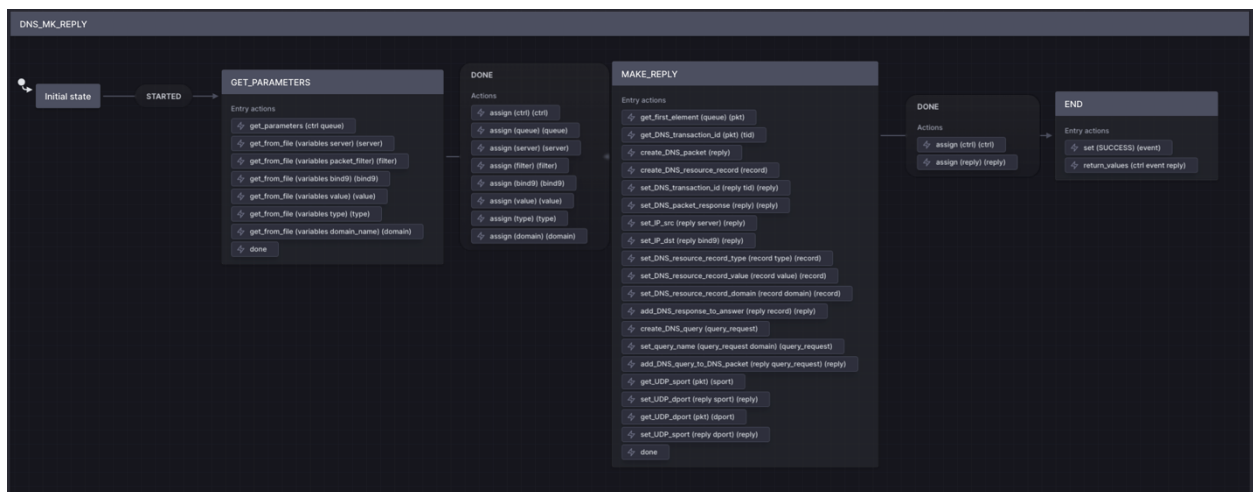 DNS_MK_REPLY
Initial state
STARTED
GET_PARAMETERS
Entry actions
get_parameters (ctrl queue)
get_from_file (variables server) (server)
get_from_file (variables packet_filter) (filter)
get_from_file (variables bind9) (bind9)
get_from_file (variables value) (value)
get_from_file (variables type) (type)
get_from_file (variables domain_name) (domain)
done
DONE
Actions
assign (ctrl) (ctrl)
assign (queue) (queue)
assign (server) (server)
assign (filter) (filter)
assign (bind9) (bind9)
assign (value) (value)
assign (type) (type)
assign (domain) (domain)
MAKE_REPLY
Entry actions
get_first_element (queue) (pkt)
get_DNS_transaction_id (pkt) (tid)
create_DNS_packet (reply)
create_DNS_resource_record (record)
set_DNS_transaction_id (reply tid) (reply)
set_DNS_packet_response (reply) (reply)
set_IP_src (reply server) (reply)
set_IP_dst (reply bind9) (reply)
set_DNS_resource_record_type (record type) (record)
set_DNS_resource_record_value (record value) (record)
set_DNS_resource_record_domain (record domain) (record)
add_DNS_response_to_answer (reply record) (reply)
create_DNS_query (query_request)
set_query_name (query_request domain) (query_request)
add_DNS_query_to_DNS_packet (reply query_request) (reply)
get_UDP_sport (pkt) (sport)
set_UDP_dport (reply sport) (reply)
get_UDP_dport (pkt) (dport)
set_UDP_sport (reply dport) (reply)
done
DONE
Actions
assign (ctrl) (ctrl)
assign (reply) (reply)
END
Entry actions
set (SUCCESS) (event)
return_values (ctrl event reply)